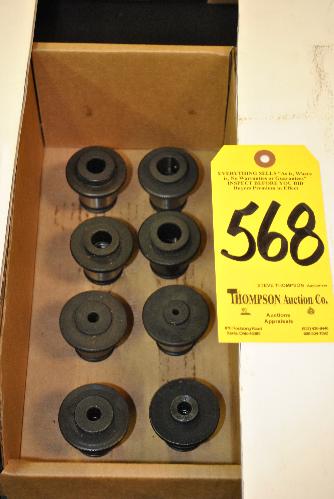 EVERYTHING SELLS "As is, Where
is, No Warranties or Guarantees"
INSPECT BEFORE YOU BID
Buyers Premium in Effect
568
STEVE THOMPSON
THOMPSON Auction Co.
Auctions
Appraisals
Road